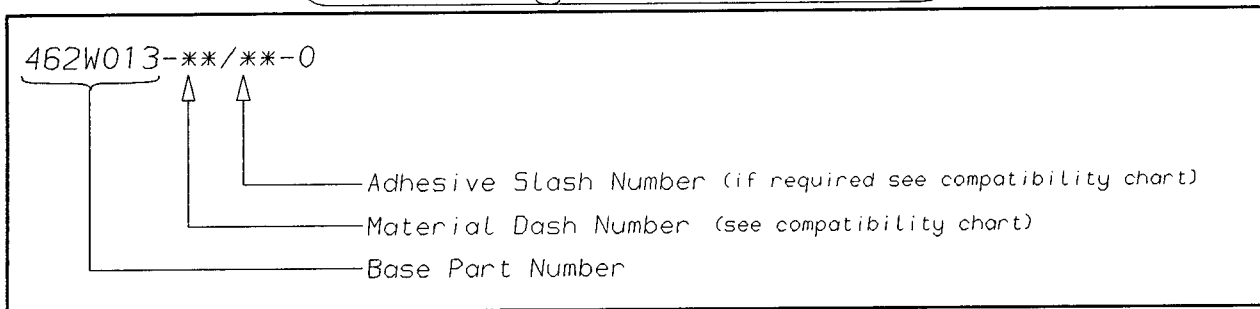 462W013-**/**-0
Adhesive Slash Number (if required see compatibility chart)
Material Dash Number (see compatibility chart)
Base Part Number